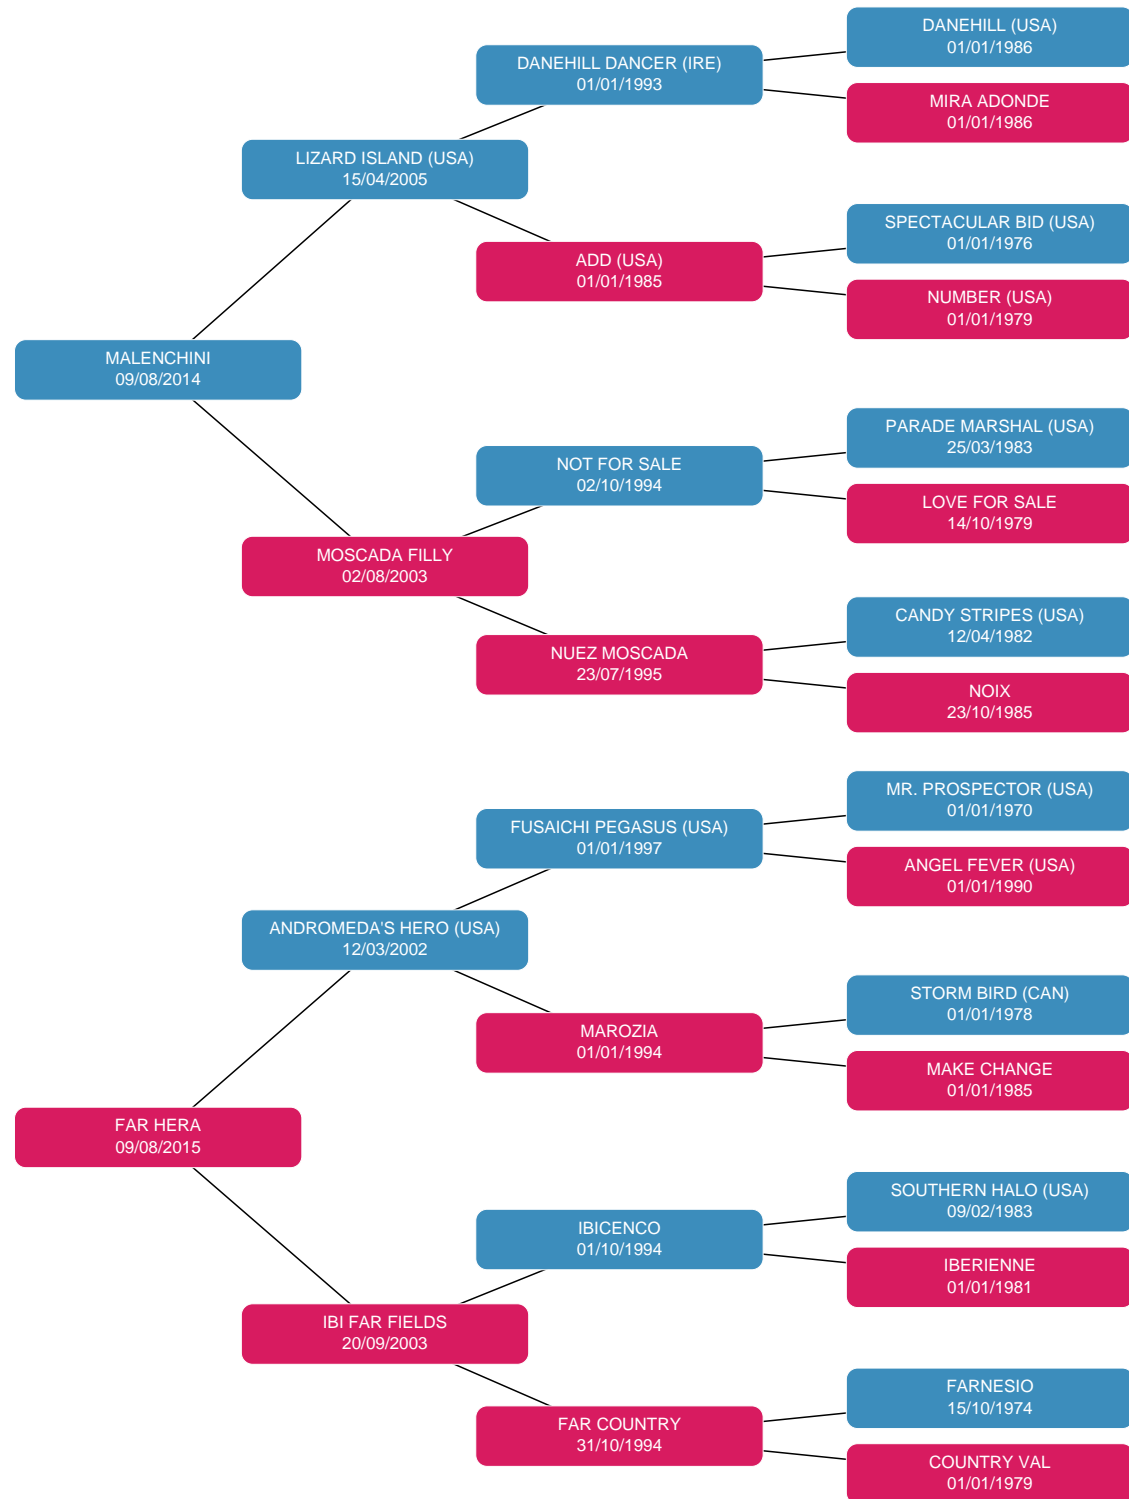 DANEHILL (USA)
01/01/1986
DANEHILL DANCER (IRE)
01/01/1993
MIRA ADONDE
01/01/1986
LIZARD ISLAND (USA)
15/04/2005
SPECTACULAR BID (USA)
01/01/1976
ADD (USA)
01/01/1985
NUMBER (USA)
01/01/1979
MALENCHINI
09/08/2014
PARADE MARSHAL (USA)
25/03/1983
NOT FOR SALE
02/10/1994
LOVE FOR SALE
14/10/1979
MOSCADA FILLY
02/08/2003
CANDY STRIPES (USA)
12/04/1982
NUEZ MOSCADA
23/07/1995
NOIX
23/10/1985
MR. PROSPECTOR (USA)
01/01/1970
FUSAICHI PEGASUS (USA)
01/01/1997
ANGEL FEVER (USA)
01/01/1990
ANDROMEDA'S HERO (USA)
12/03/2002
STORM BIRD (CAN)
01/01/1978
MAROZIA
01/01/1994
MAKE CHANGE
01/01/1985
FAR HERA
09/08/2015
SOUTHERN HALO (USA)
09/02/1983
IBICENCO
01/10/1994
IBERIENNE
01/01/1981
IBI FAR FIELDS
20/09/2003
FARNESIO
15/10/1974
FAR COUNTRY
31/10/1994
COUNTRY VAL
01/01/1979